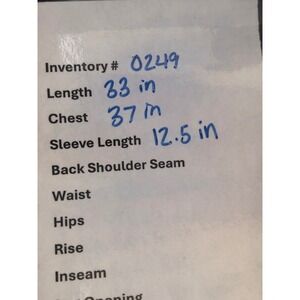 Inventory # 0249
Length 33 in
Chest 37 in
Sleeve Length 12.5 in
Back Shoulder Seam
Waist
Hips
Rise
Inseam
Opening